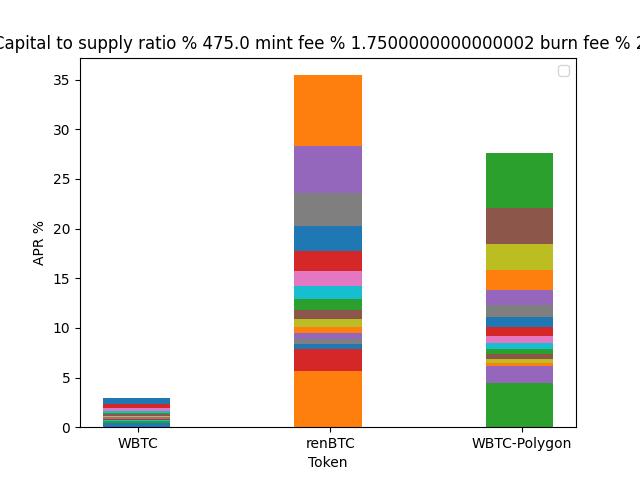 Capital to supply ratio % 475.0 mint fee % 1.7500000000000002 burn fee % 2
35
30
25
20
15
10
5
0
APR %
WBTC
renBTC
WBTC-Polygon
Token